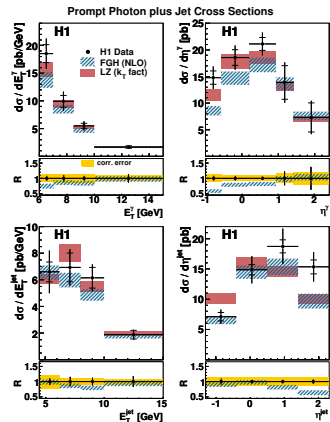 Prompt Photon plus Jet Cross Sections
dσ / dE_T^γ [pb/GeV]
H1
H1 Data
FGH (NLO)
LZ (k_T fact)
20
15
10
5
R
1.5
1
0.5
corr. error
10
15
E_T^γ [GeV]
dσ / dη^γ [pb]
H1
25
20
15
10
5
R
1.5
1
0.5
-1
0
1
2
η^γ
dσ / dE_T^jet [pb/GeV]
H1
10
8
6
4
2
R
1.5
1
0.5
5
10
15
E_T^jet [GeV]
dσ / dη^jet [pb]
H1
20
15
10
5
R
1.5
1
0.5
-1
0
1
2
η^jet